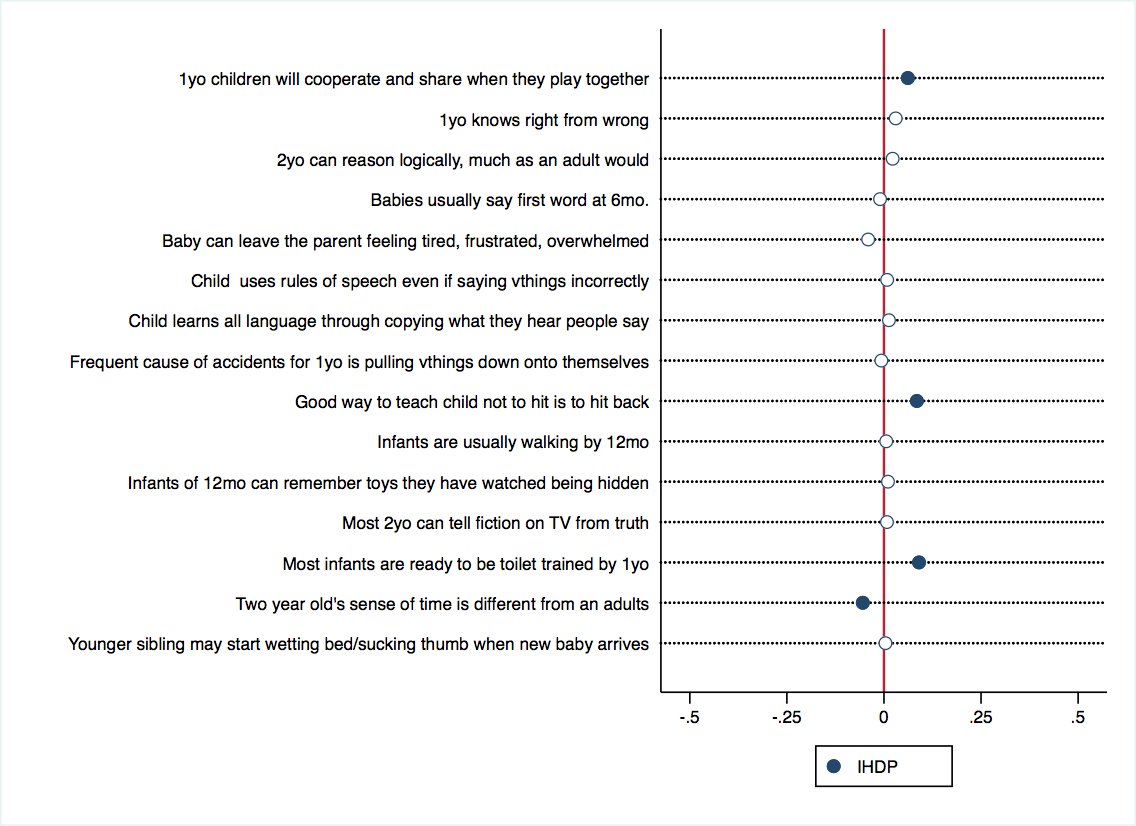 1yo children will cooperate and share when they play together
1yo knows right from wrong
2yo can reason logically, much as an adult would
Babies usually say first word at 6mo.
Baby can leave the parent feeling tired, frustrated, overwhelmed
Child  uses rules of speech even if saying vthings incorrectly
Child learns all language through copying what they hear people say
Frequent cause of accidents for 1yo is pulling vthings down onto themselves
Good way to teach child not to hit is to hit back
Infants are usually walking by 12mo
Infants of 12mo can remember toys they have watched being hidden
Most 2yo can tell fiction on TV from truth
Most infants are ready to be toilet trained by 1yo
Two year old's sense of time is different from an adults
Younger sibling may start wetting bed/sucking thumb when new baby arrives
-.5 -.25 0 .25 .5
IHDP